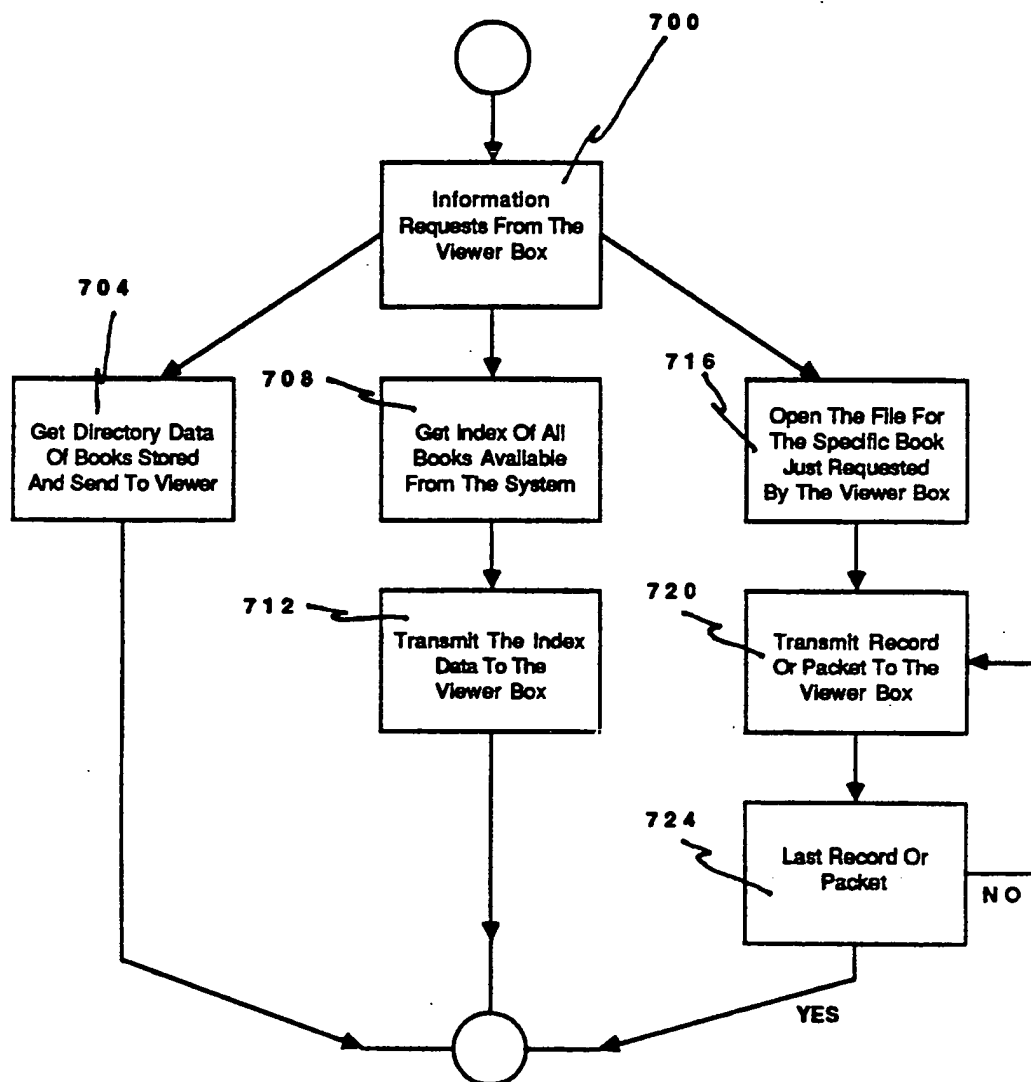 700
Information
Requests From The
Viewer Box
704
Get Directory Data
Of Books Stored
And Send To Viewer
708
Get Index Of All
Books Available
From The System
716
Open The File For
The Specific Book
Just Requested
By The Viewer Box
712
Transmit The Index
Data To The
Viewer Box
720
Transmit Record
Or Packet To The
Viewer Box
724
Last Record Or
Packet
NO
YES